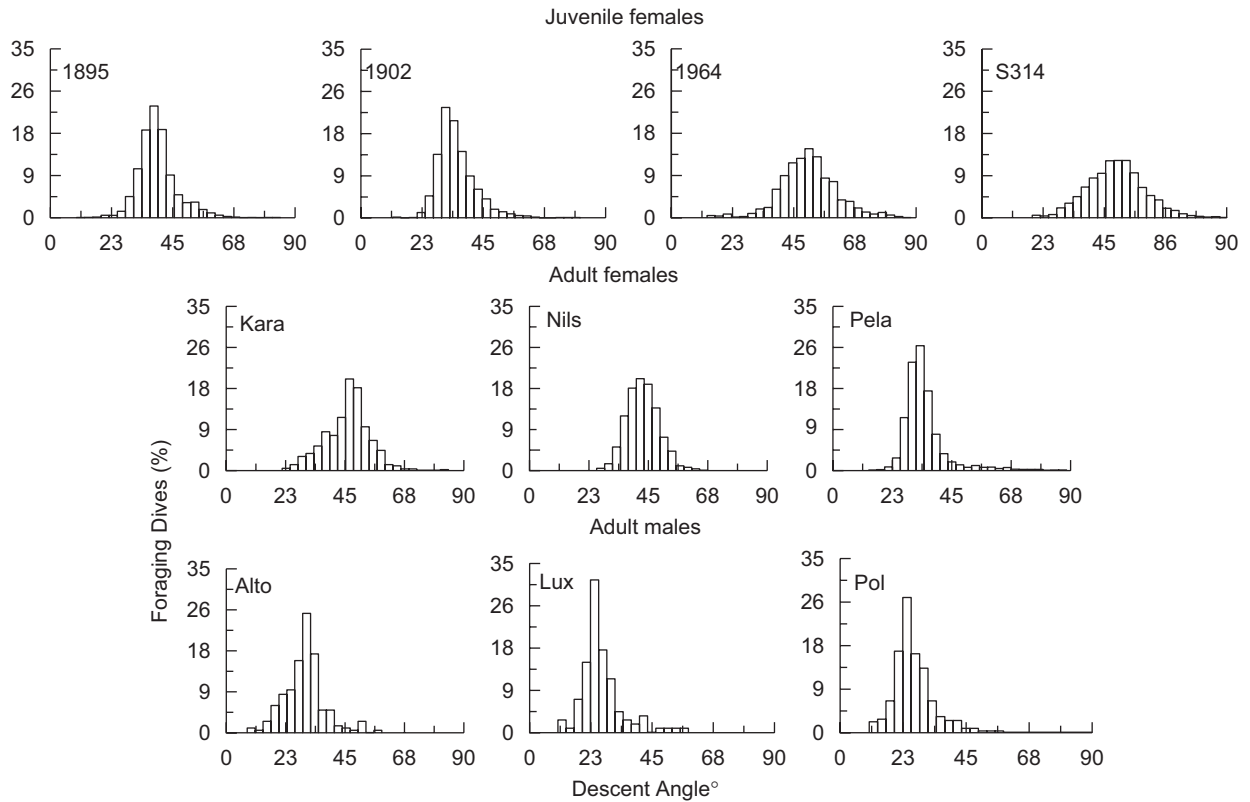 Juvenile females
35 35 35 35
1895 1902 1964 S314
26 26 26 26
18 18 18 18
9 9 9 9
0 0 0 0
0 23 45 68 90 0 23 45 68 90 0 23 45 68 90 0 23 45 86 90
Adult females
35 35 35
Kara Nils Pela
26 26 26
18 18 18
9 9 9
0 0 0
0 23 45 68 90 0 23 45 68 90 0 23 45 68 90
Adult males
Foraging Dives (%)
35 35 35
Alto Lux Pol
26 26 26
18 18 18
9 9 9
0 0 0
0 23 45 68 90 0 23 45 68 90 0 23 45 68 90
Descent Angle°